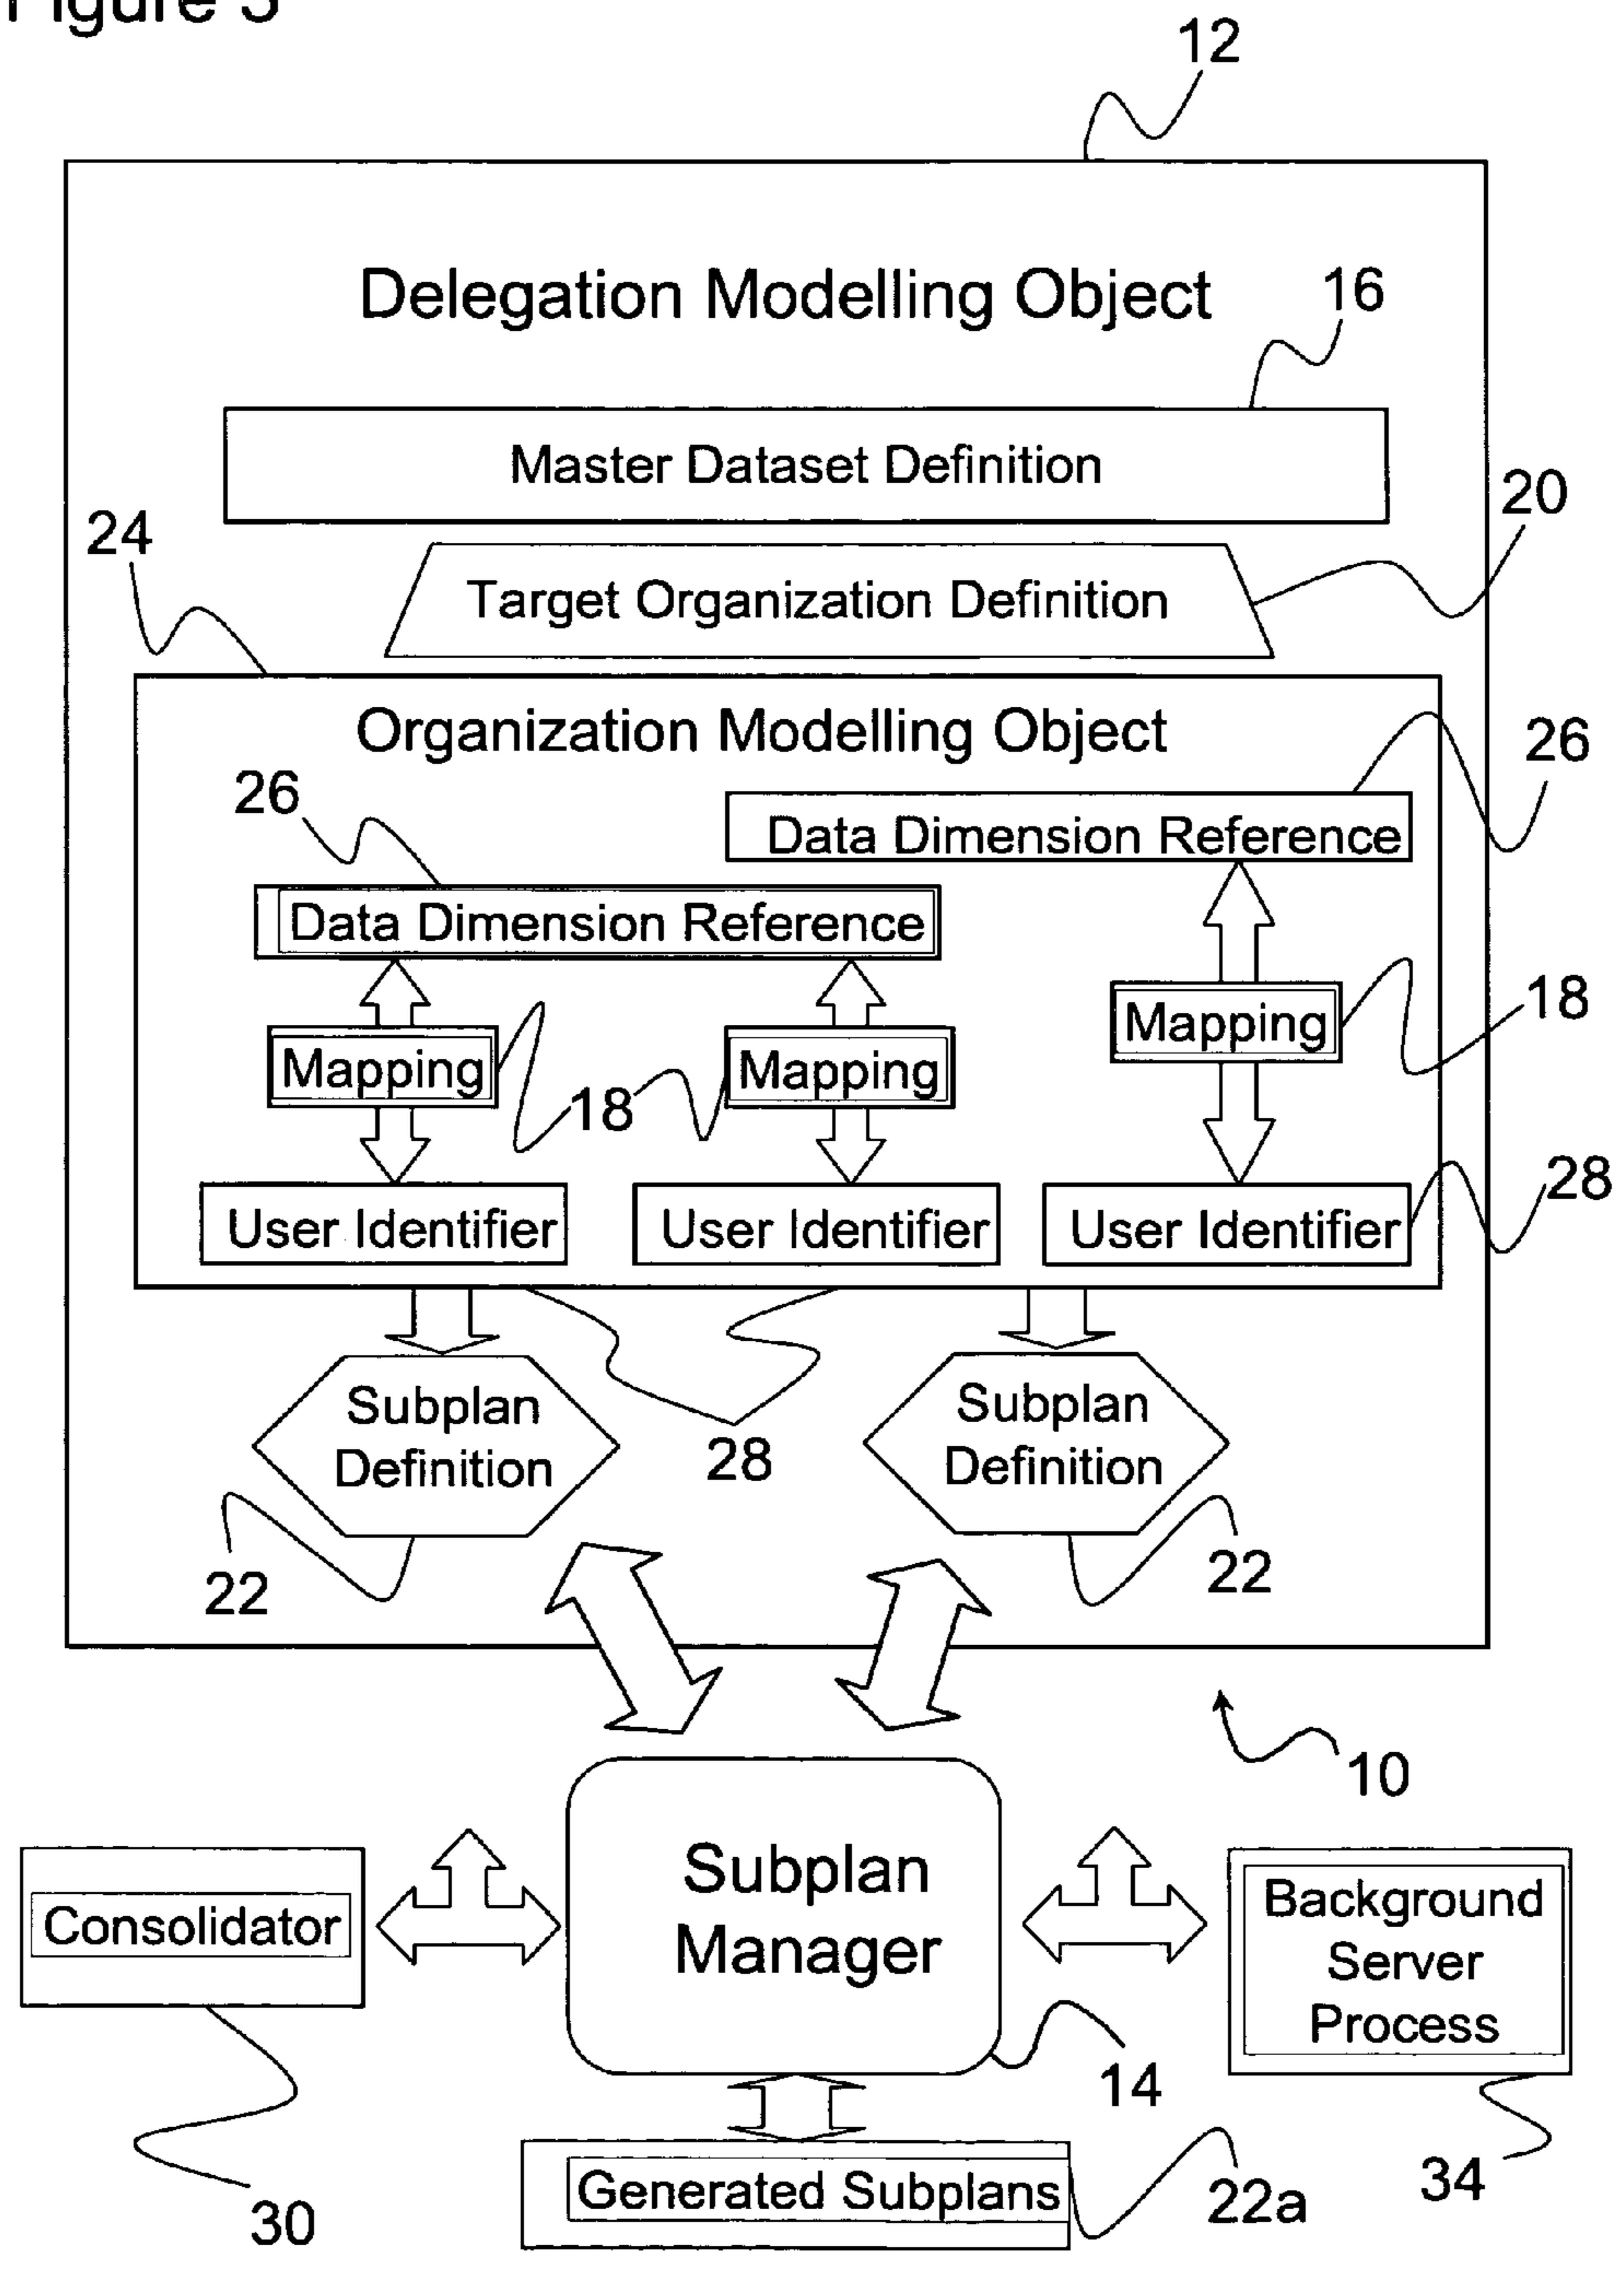 Figure 3
12
Delegation Modelling Object
16
Master Dataset Definition
20
24
Target Organization Definition
Organization Modelling Object
26
26
Data Dimension Reference
Data Dimension Reference
18
Mapping
Mapping
Mapping
18
28
User Identifier
User Identifier
User Identifier
Subplan
Definition
Subplan
Definition
28
22
22
10
Subplan
Manager
Consolidator
Background
Server
Process
14
34
Generated Subplans
22a
30